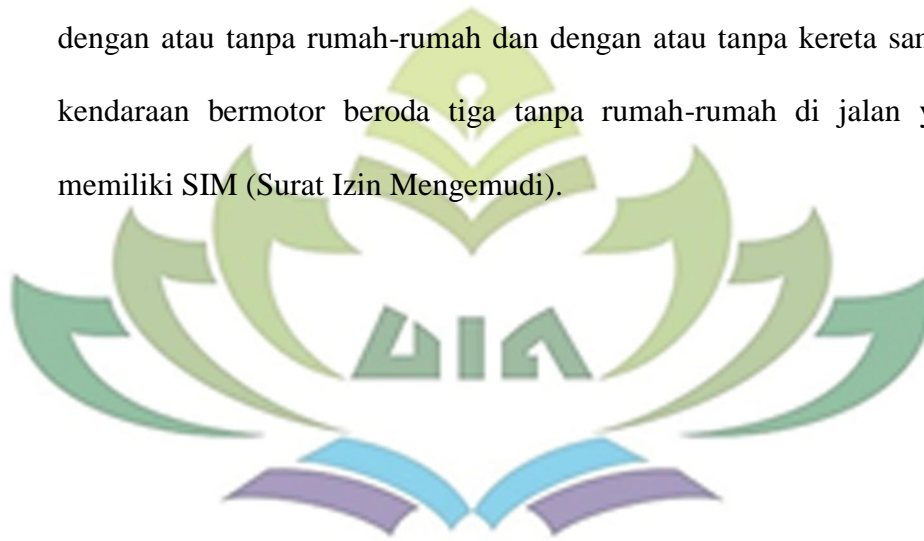 dengan atau tanpa rumah-rumah dan dengan atau tanpa kereta
kendaraan bermotor beroda tiga tanpa rumah-rumah di jalan
memiliki SIM (Surat Izin Mengemudi).
UIN